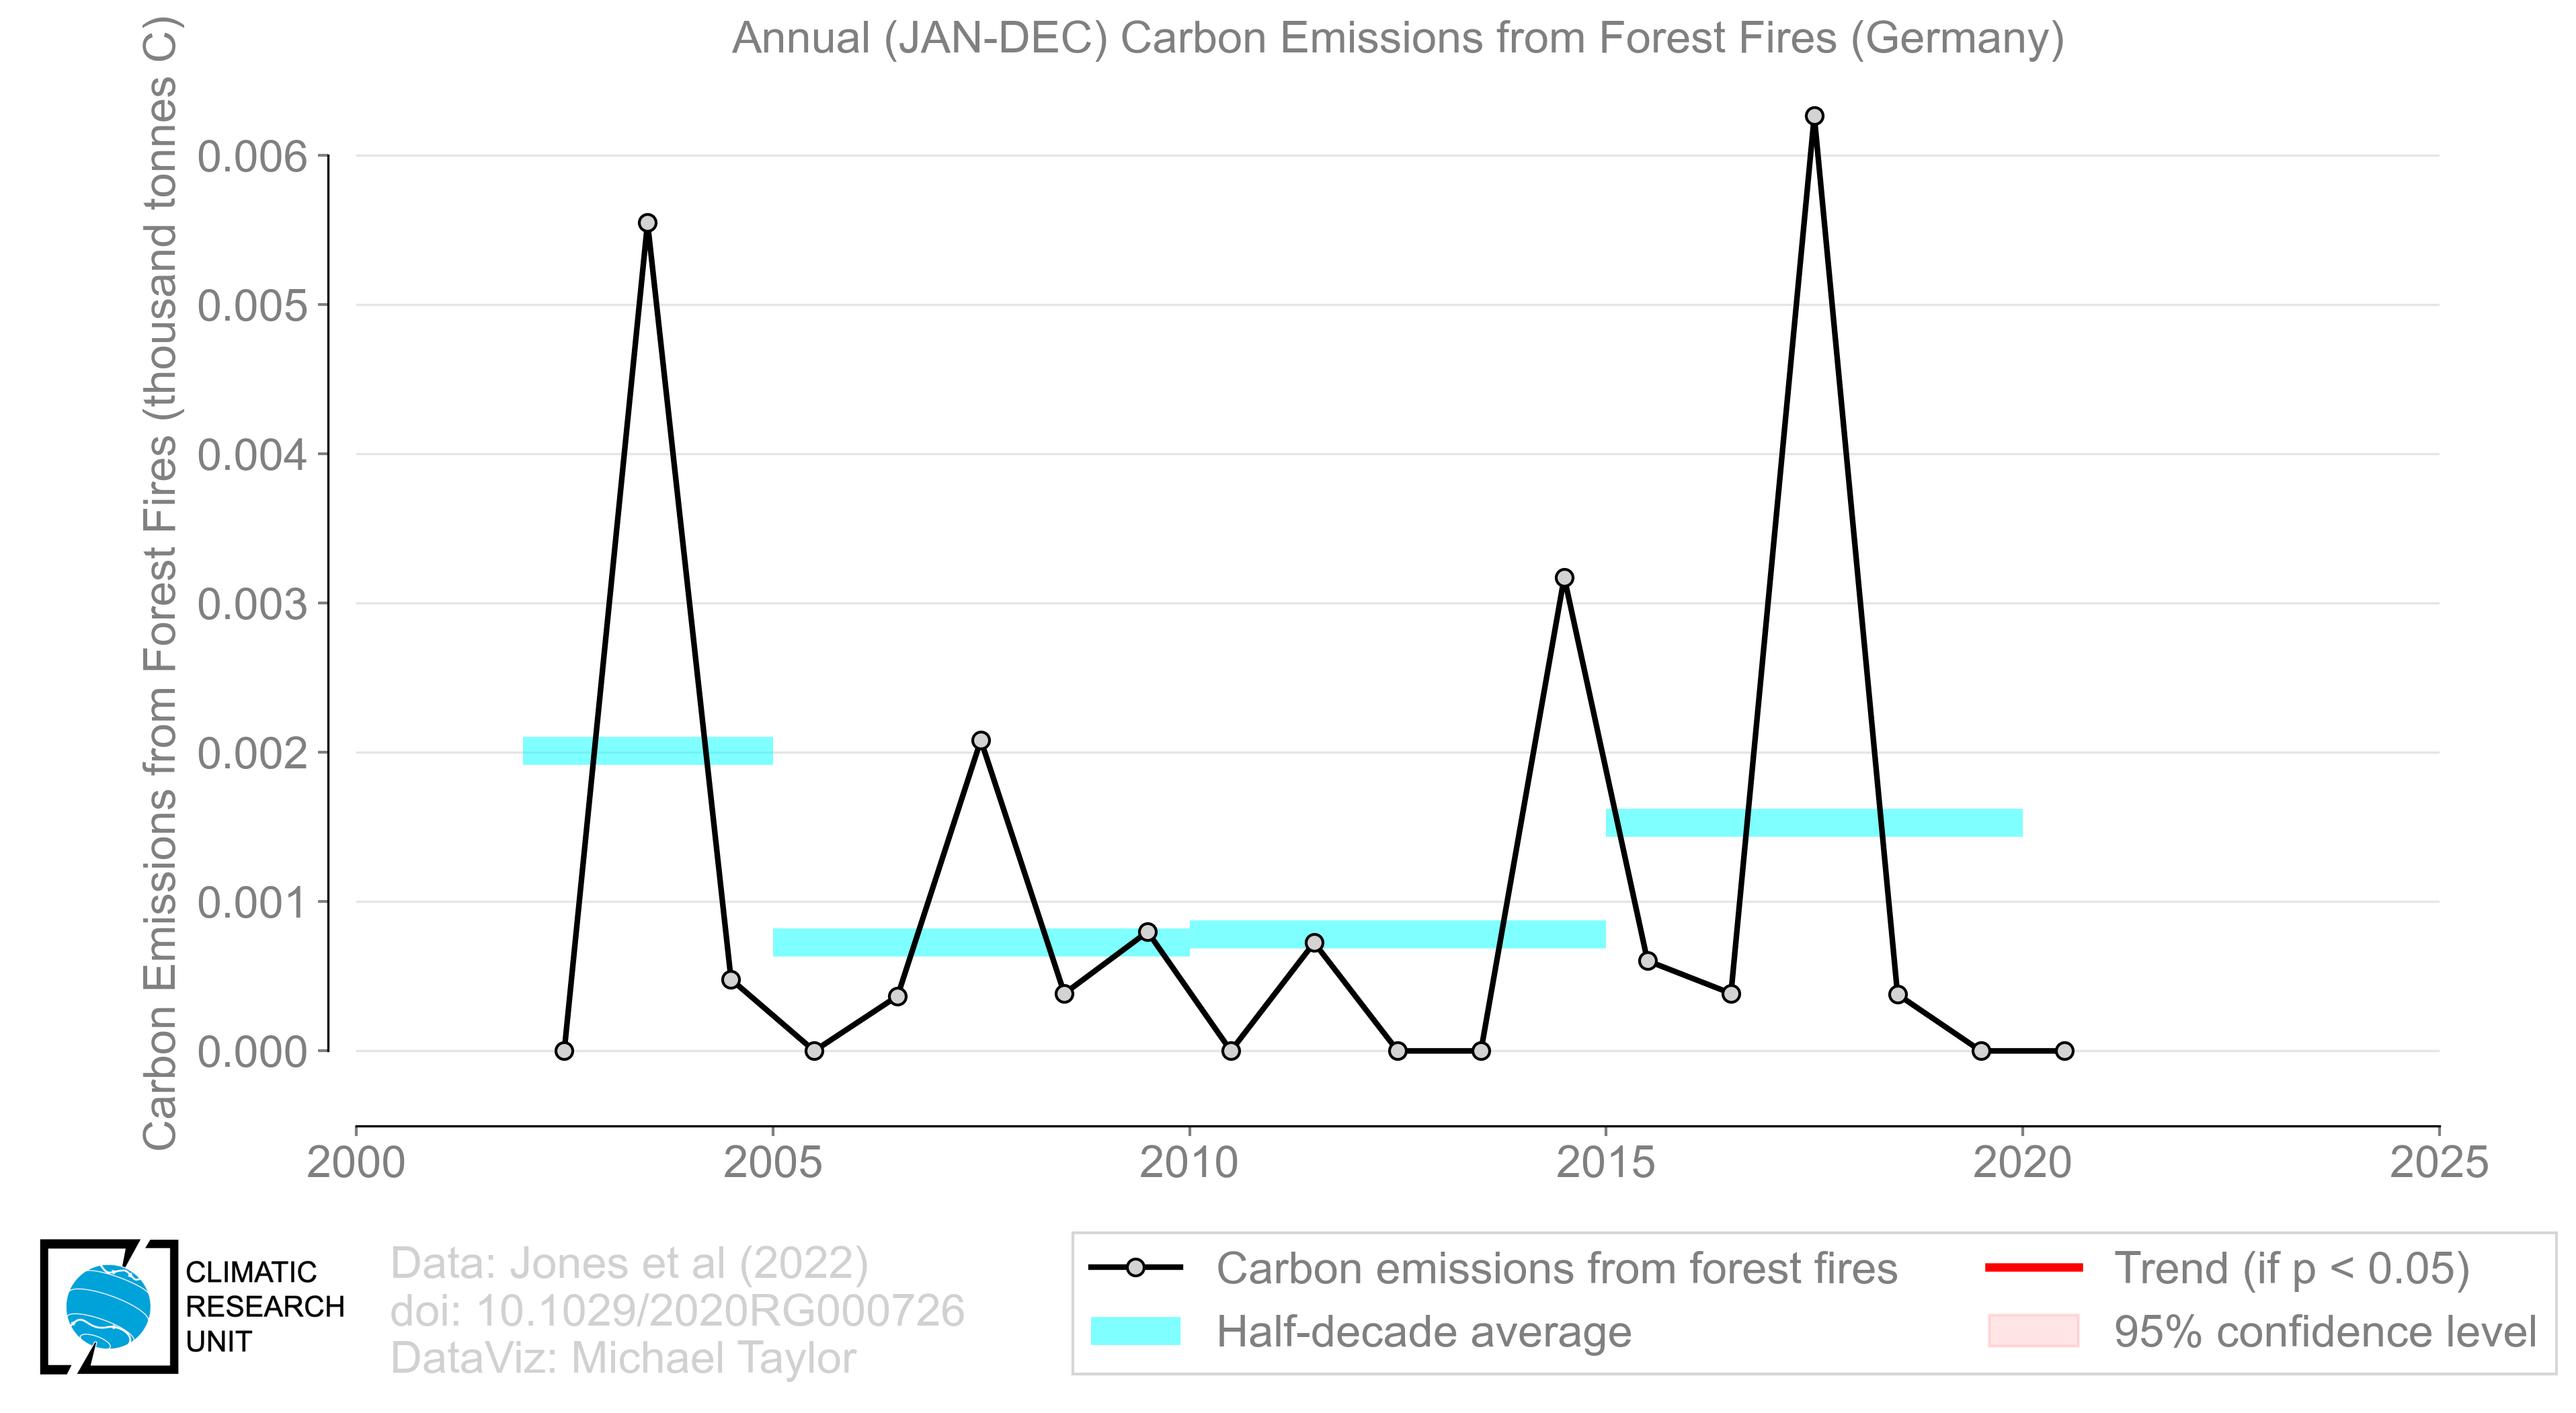 Annual (JAN-DEC) Carbon Emissions from Forest Fires (Germany)
Carbon Emissions from Forest Fires (thousand tonnes C)
0.006
0.005
0.004
0.003
0.002
0.001
0.000
2000 2005 2010 2015 2020 2025
CLIMATIC
RESEARCH
UNIT
Data: Jones et al (2022)
doi: 10.1029/2020RG000726
DataViz: Michael Taylor
Carbon emissions from forest fires
Half-decade average
Trend (if p < 0.05)
95% confidence level